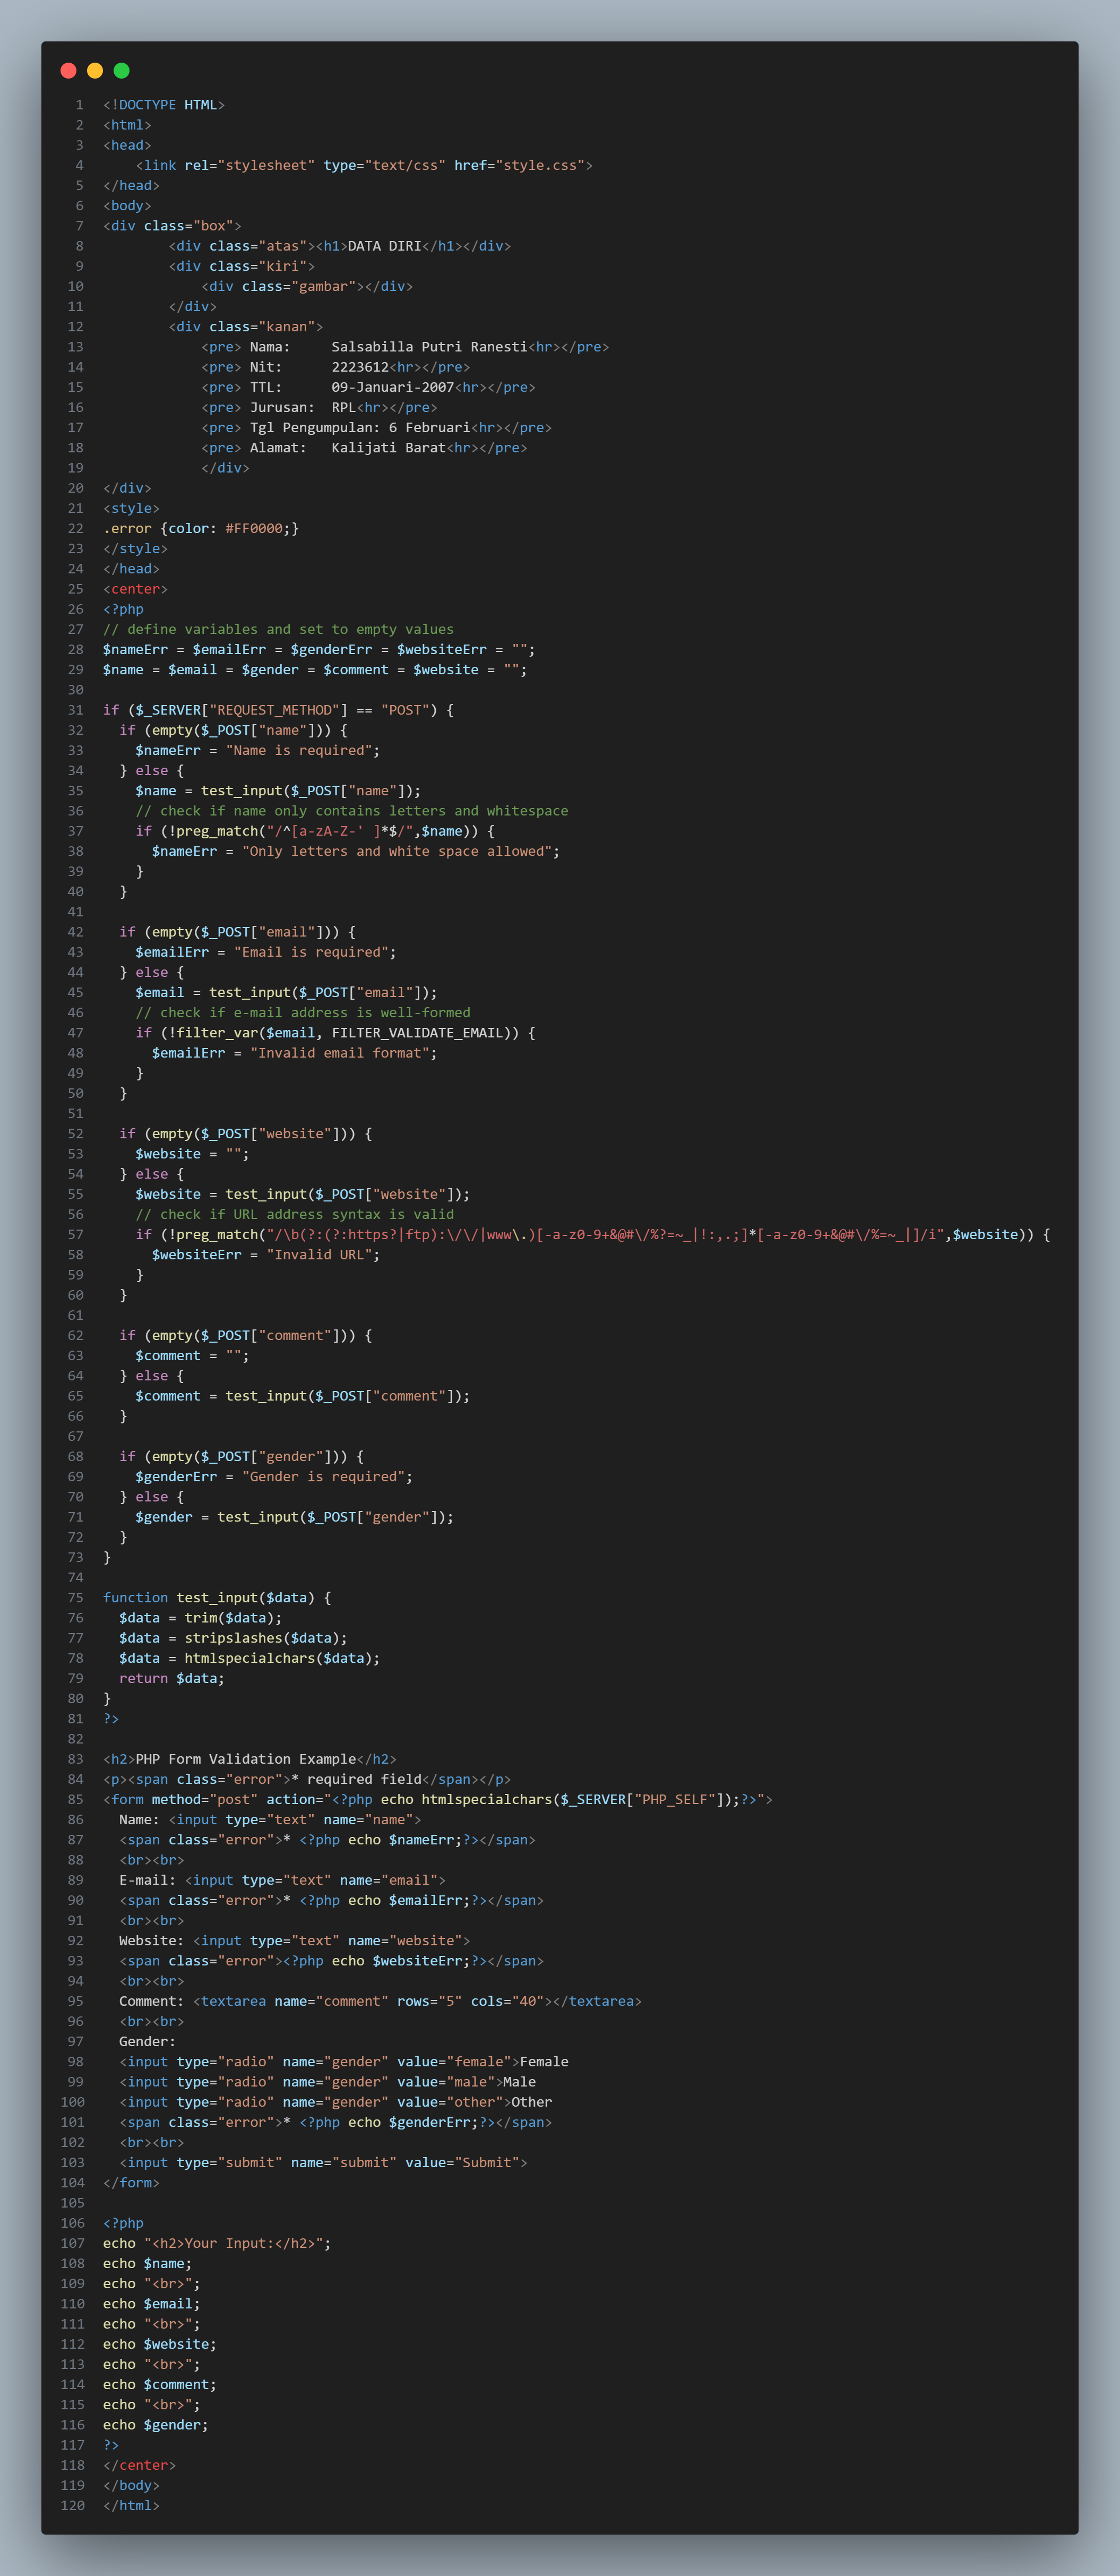 1 <!DOCTYPE HTML>
2 <html>
3 <head>
4     <link rel="stylesheet" type="text/css" href="style.css">
5 </head>
6 <body>
7 <div class="box">
8         <div class="atas"><h1>DATA DIRI</h1></div>
9         <div class="kiri">
10             <div class="gambar"></div>
11         </div>
12         <div class="kanan">
13             <pre> Nama:     Salsabilla Putri Ranesti<hr></pre>
14             <pre> Nit:      2223612<hr></pre>
15             <pre> TTL:      09-Januari-2007<hr></pre>
16             <pre> Jurusan:  RPL<hr></pre>
17             <pre> Tgl Pengumpulan: 6 Februari<hr></pre>
18             <pre> Alamat:   Kalijati Barat<hr></pre>
19             </div>
20 </div>
21 <style>
22 .error {color: #FF0000;}
23 </style>
24 </head>
25 <center>
26 <?php
27 // define variables and set to empty values
28 $nameErr = $emailErr = $genderErr = $websiteErr = "";
29 $name = $email = $gender = $comment = $website = "";
30
31 if ($_SERVER["REQUEST_METHOD"] == "POST") {
32   if (empty($_POST["name"])) {
33     $nameErr = "Name is required";
34   } else {
35     $name = test_input($_POST["name"]);
36     // check if name only contains letters and whitespace
37     if (!preg_match("/^[a-zA-Z-' ]*$/",$name)) {
38       $nameErr = "Only letters and white space allowed";
39     }
40   }
41
42   if (empty($_POST["email"])) {
43     $emailErr = "Email is required";
44   } else {
45     $email = test_input($_POST["email"]);
46     // check if e-mail address is well-formed
47     if (!filter_var($email, FILTER_VALIDATE_EMAIL)) {
48       $emailErr = "Invalid email format";
49     }
50   }
51
52   if (empty($_POST["website"])) {
53     $website = "";
54   } else {
55     $website = test_input($_POST["website"]);
56     // check if URL address syntax is valid
57     if (!preg_match("/\b(?:(?:https?|ftp):\/\/|www\.)[-a-z0-9+&@#\/%?=~_|!:,.;]*[-a-z0-9+&@#\/%=~_|]/i",$website)) {
58       $websiteErr = "Invalid URL";
59     }
60   }
61
62   if (empty($_POST["comment"])) {
63     $comment = "";
64   } else {
65     $comment = test_input($_POST["comment"]);
66   }
67
68   if (empty($_POST["gender"])) {
69     $genderErr = "Gender is required";
70   } else {
71     $gender = test_input($_POST["gender"]);
72   }
73 }
74
75 function test_input($data) {
76   $data = trim($data);
77   $data = stripslashes($data);
78   $data = htmlspecialchars($data);
79   return $data;
80 }
81 ?>
82
83 <h2>PHP Form Validation Example</h2>
84 <p><span class="error">* required field</span></p>
85 <form method="post" action="<?php echo htmlspecialchars($_SERVER["PHP_SELF"]);?>">
86   Name: <input type="text" name="name">
87   <span class="error">* <?php echo $nameErr;?></span>
88   <br><br>
89   E-mail: <input type="text" name="email">
90   <span class="error">* <?php echo $emailErr;?></span>
91   <br><br>
92   Website: <input type="text" name="website">
93   <span class="error"><?php echo $websiteErr;?></span>
94   <br><br>
95   Comment: <textarea name="comment" rows="5" cols="40"></textarea>
96   <br><br>
97   Gender:
98   <input type="radio" name="gender" value="female">Female
99   <input type="radio" name="gender" value="male">Male
100   <input type="radio" name="gender" value="other">Other
101   <span class="error">* <?php echo $genderErr;?></span>
102   <br><br>
103   <input type="submit" name="submit" value="Submit">
104 </form>
105
106 <?php
107 echo "<h2>Your Input:</h2>";
108 echo $name;
109 echo "<br>";
110 echo $email;
111 echo "<br>";
112 echo $website;
113 echo "<br>";
114 echo $comment;
115 echo "<br>";
116 echo $gender;
117 ?>
118 </center>
119 </body>
120 </html>